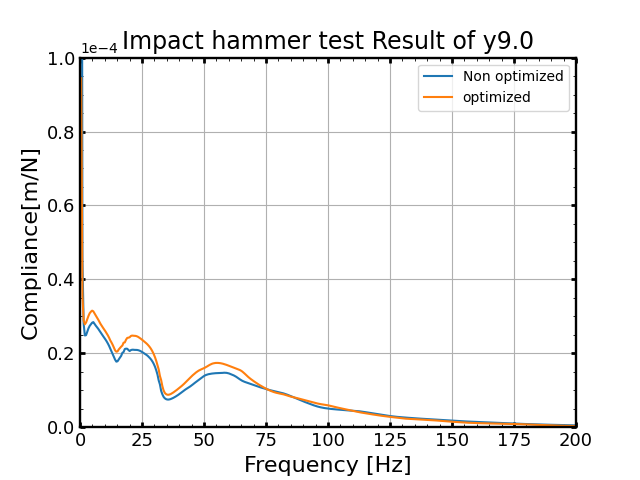 Impact hammer test Result of y9.0
1e−4
1.0
0.8
0.6
0.4
0.2
0.0
Compliance[m/N]
Non optimized
optimized
0 25 50 75 100 125 150 175 200
Frequency [Hz]